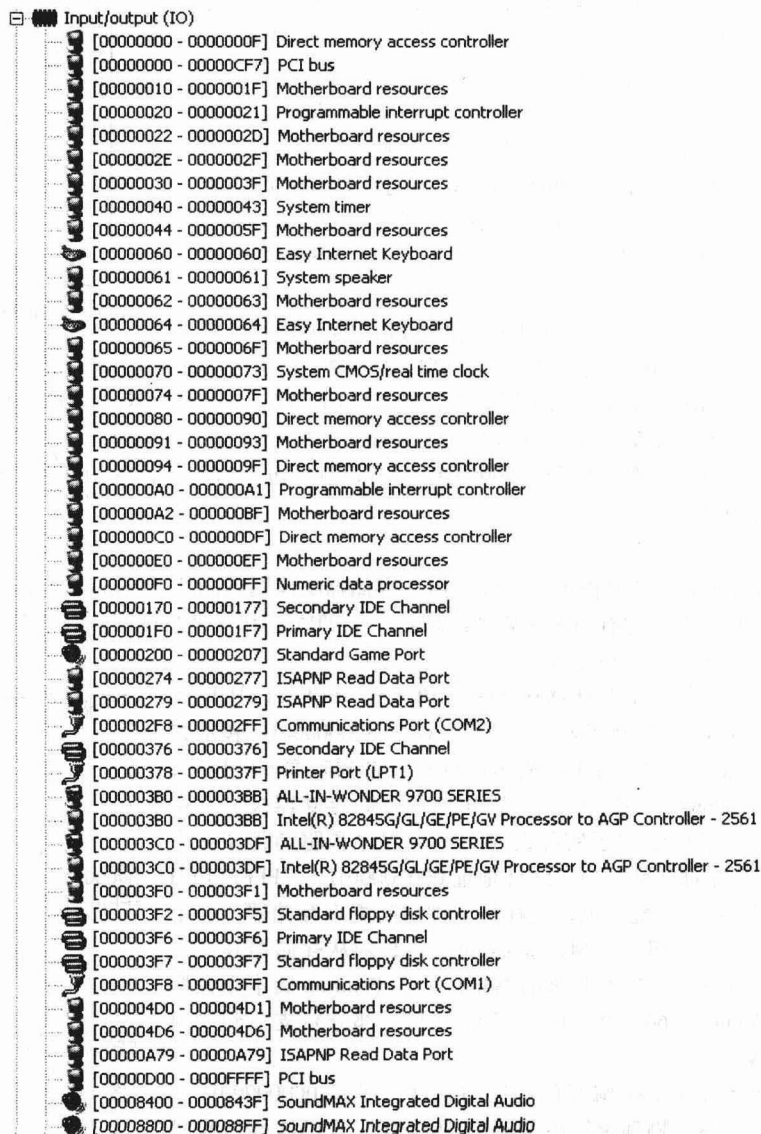 Input/output (IO)
[00000000 - 0000000F] Direct memory access controller
[00000000 - 00000CF7] PCI bus
[00000010 - 0000001F] Motherboard resources
[00000020 - 00000021] Programmable interrupt controller
[00000022 - 0000002D] Motherboard resources
[0000002E - 0000002F] Motherboard resources
[00000030 - 0000003F] Motherboard resources
[00000040 - 00000043] System timer
[00000044 - 0000005F] Motherboard resources
[00000060 - 00000060] Easy Internet Keyboard
[00000061 - 00000061] System speaker
[00000062 - 00000063] Motherboard resources
[00000064 - 00000064] Easy Internet Keyboard
[00000065 - 0000006F] Motherboard resources
[00000070 - 00000073] System CMOS/real time clock
[00000074 - 0000007F] Motherboard resources
[00000080 - 00000090] Direct memory access controller
[00000091 - 00000093] Motherboard resources
[00000094 - 0000009F] Direct memory access controller
[000000A0 - 000000A1] Programmable interrupt controller
[000000A2 - 000000BF] Motherboard resources
[000000C0 - 000000DF] Direct memory access controller
[000000E0 - 000000EF] Motherboard resources
[000000F0 - 000000FF] Numeric data processor
[00000170 - 00000177] Secondary IDE Channel
[000001F0 - 000001F7] Primary IDE Channel
[00000200 - 00000207] Standard Game Port
[00000274 - 00000277] ISAPNP Read Data Port
[00000279 - 00000279] ISAPNP Read Data Port
[000002F8 - 000002FF] Communications Port (COM2)
[00000376 - 00000376] Secondary IDE Channel
[00000378 - 0000037F] Printer Port (LPT1)
[000003B0 - 000003BB] ALL-IN-WONDER 9700 SERIES
[000003B0 - 000003BB] Intel(R) 82845G/GL/GE/PE/GV Processor to AGP Controller - 2561
[000003C0 - 000003DF] ALL-IN-WONDER 9700 SERIES
[000003C0 - 000003DF] Intel(R) 82845G/GL/GE/PE/GV Processor to AGP Controller - 2561
[000003F0 - 000003F1] Motherboard resources
[000003F2 - 000003F5] Standard floppy disk controller
[000003F6 - 000003F6] Primary IDE Channel
[000003F7 - 000003F7] Standard floppy disk controller
[000003F8 - 000003FF] Communications Port (COM1)
[000004D0 - 000004D1] Motherboard resources
[000004D6 - 000004D6] Motherboard resources
[00000A79 - 00000A79] ISAPNP Read Data Port
[00000D00 - 0000FFFF] PCI bus
[00008400 - 0000843F] SoundMAX Integrated Digital Audio
[00008800 - 000088FF] SoundMAX Integrated Digital Audio